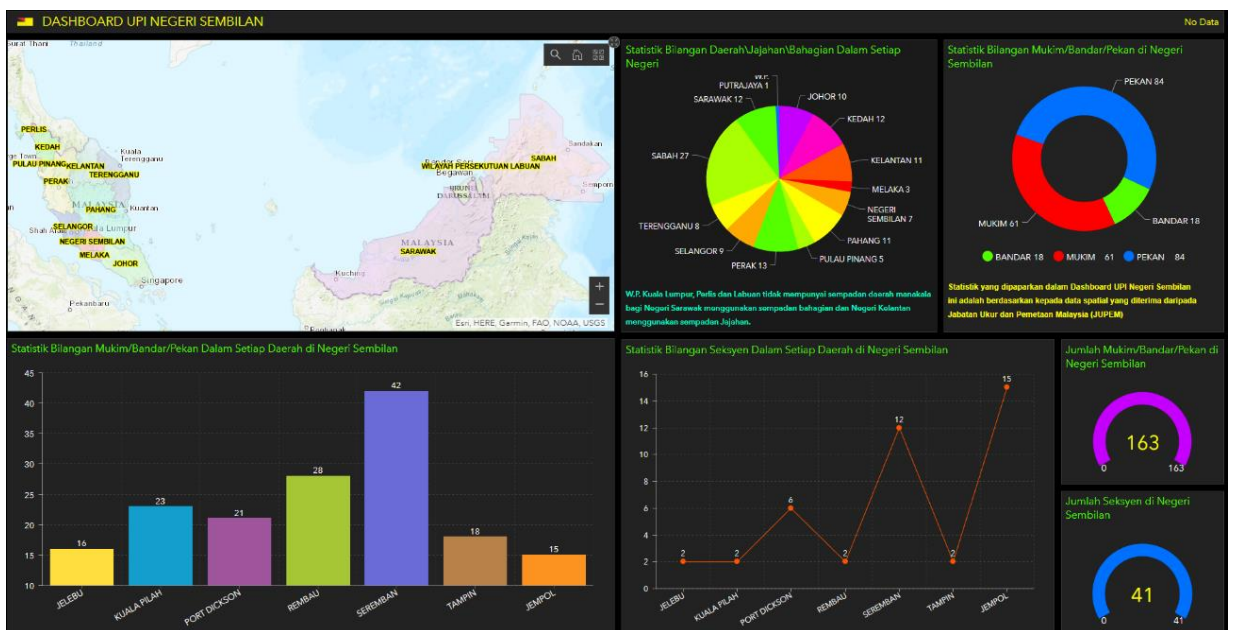 DASHBOARD UPI NEGERI SEMBILAN
No Data
Surat Thani
Thailand
PERLIS
KEDAH
Kuala
Terengganu
PULAU PINANG
KELANTAN
TERENGGANU
PERAK
MALAYSIA
PAHANG
Kuantan
SELANGOR
Shah Alam
NEGERI SEMBILAN
MELAKA
JOHOR
Singapore
Pekanbaru
Sandakan
SABAH
WILAYAH PERSEKUTUAN LABUAN
Begawan
BRUNEI
DARUSSALAM
Semporn
MALAYSIA
SARAWAK
Kuching
Esri, HERE, Garmin, FAO, NOAA, USGS
Statistik Bilangan Daerah\Jajahan\Bahagian Dalam Setiap
Negeri
W.P.
PUTRAJAYA 1
SARAWAK 12
JOHOR 10
KEDAH 12
SABAH 27
KELANTAN 11
MELAKA 3
NEGERI
SEMBILAN 7
TERENGGANU 8
PAHANG 11
SELANGOR 9
PULAU PINANG 5
PERAK 13
W.P. Kuala Lumpur, Perlis dan Labuan tidak mempunyai sempadan daerah manakala
bagi Negeri Sarawak menggunakan sempadan bahagian dan Negeri Kelantan
menggunakan sempadan Jajahan.
Statistik Bilangan Mukim/Bandar/Pekan di Negeri
Sembilan
PEKAN 84
MUKIM 61
BANDAR 18
BANDAR 18 MUKIM 61 PEKAN 84
Statistik yang dipaparkan dalam Dashboard UPI Negeri Sembilan
ini adalah berdasarkan kepada data spatial yang diterima daripada
Jabatan Ukur dan Pemetaan Malaysia (JUPEM)
Statistik Bilangan Mukim/Bandar/Pekan Dalam Setiap Daerah di Negeri Sembilan
45
40
35
30
25
20
15
10
16
23
21
28
42
18
15
JELEBU
KUALA PILAH
PORT DICKSON
REMBAU
SEREMBAN
TAMPIN
JEMPOL
Statistik Bilangan Seksyen Dalam Setiap Daerah di Negeri Sembilan
16
14
12
10
8
6
4
2
0
2
2
6
2
12
2
15
JELEBU
KUALA PILAH
PORT DICKSON
REMBAU
SEREMBAN
TAMPIN
JEMPOL
Jumlah Mukim/Bandar/Pekan di
Negeri Sembilan
163
0 163
Jumlah Seksyen di Negeri
Sembilan
41
0 41